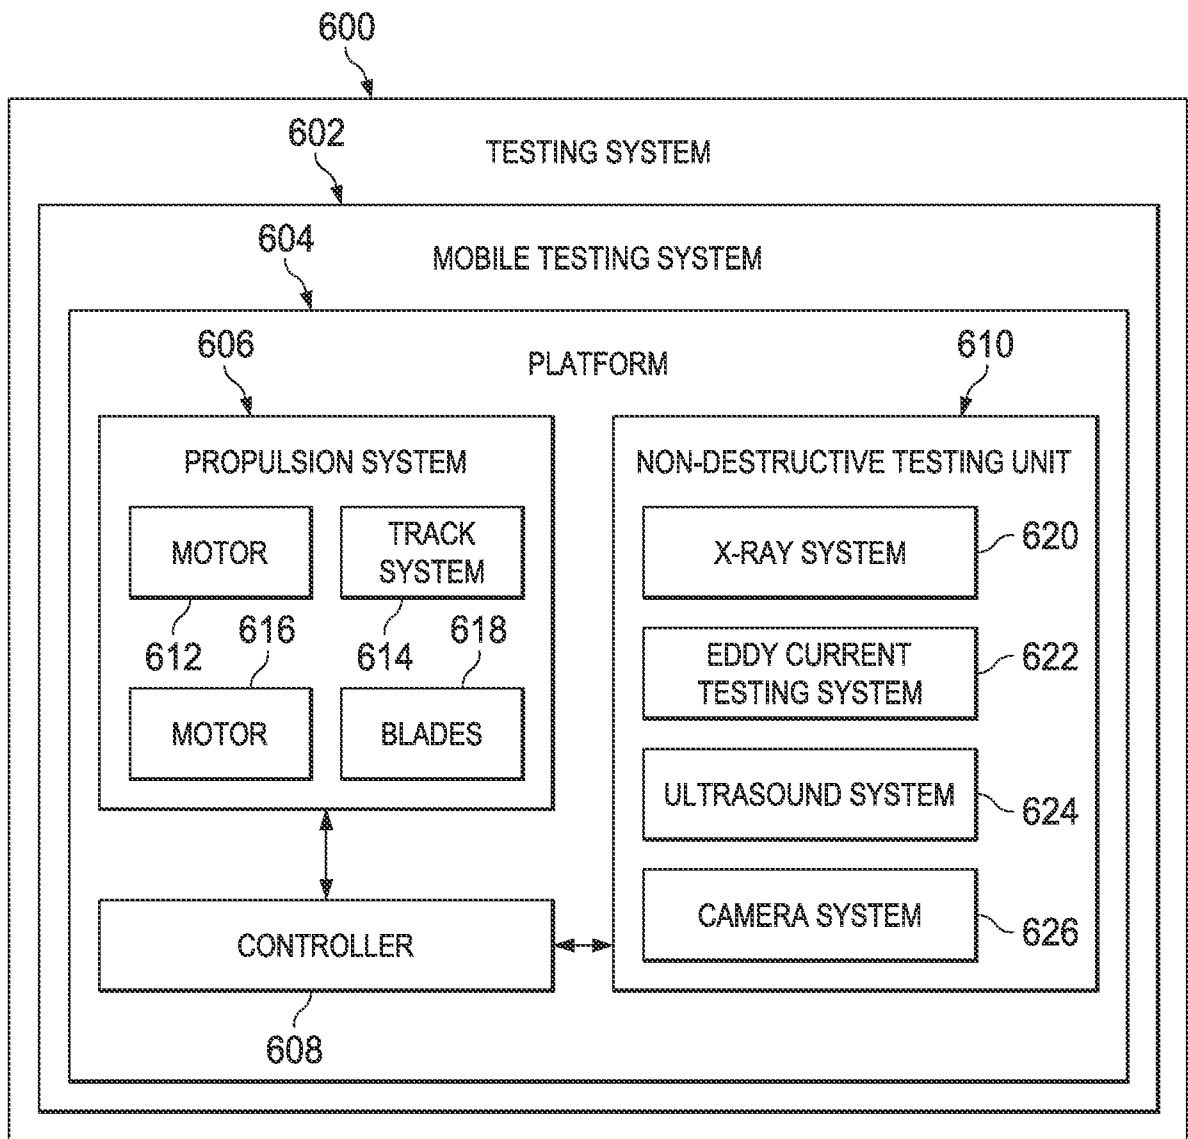 600
602
TESTING SYSTEM
604
MOBILE TESTING SYSTEM
606
PLATFORM
610
PROPULSION SYSTEM
MOTOR
TRACK
SYSTEM
612
616
614
618
MOTOR
BLADES
NON-DESTRUCTIVE TESTING UNIT
X-RAY SYSTEM
620
EDDY CURRENT
TESTING SYSTEM
622
ULTRASOUND SYSTEM
624
CAMERA SYSTEM
626
CONTROLLER
608